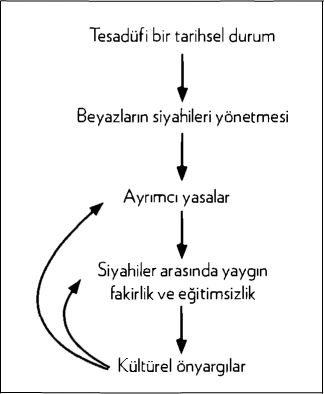 Tesadüfi bir tarihsel durum
Beyazların siyahileri yönetmesi
Ayrımcı yasalar
Siyahiler arasında yaygın
fakirlik ve eğitimsizlik
Kültürel önyargılar